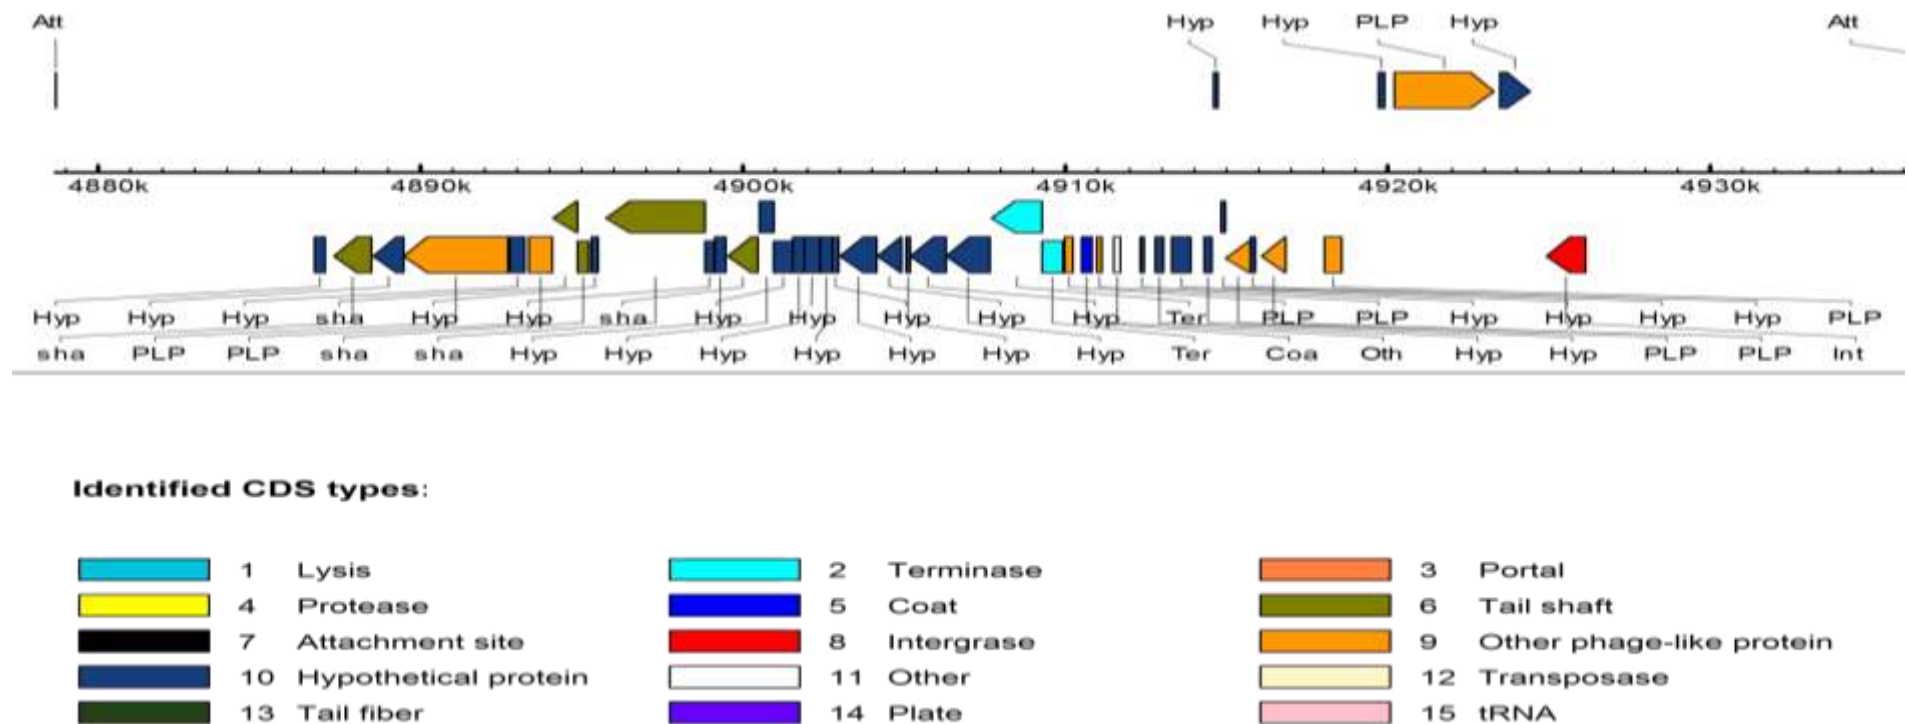 Att Hyp Hyp PLP Hyp Att
4880k 4890k 4900k 4910k 4920k 4930k
Hyp Hyp Hyp sha Hyp Hyp sha Hyp Hyp Hyp Hyp Hyp Ter PLP PLP Hyp Hyp Hyp Hyp PLP
sha PLP PLP sha sha Hyp Hyp Hyp Hyp Hyp Hyp Hyp Ter Coa Oth Hyp Hyp PLP PLP Int
Identified CDS types:
1 Lysis 2 Terminase 3 Portal
4 Protease 5 Coat 6 Tail shaft
7 Attachment site 8 Intergrase 9 Other phage-like protein
10 Hypothetical protein 11 Other 12 Transposase
13 Tail fiber 14 Plate 15 tRNA